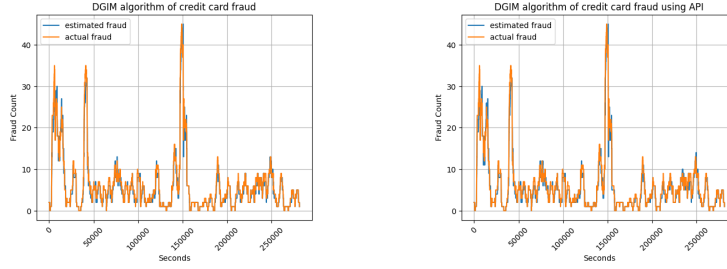 DGIM algorithm of credit card fraud
estimated fraud
actual fraud
Fraud Count
40
30
20
10
0
0
50000
100000
150000
200000
250000
Seconds
DGIM algorithm of credit card fraud using API
estimated fraud
actual fraud
Fraud Count
40
30
20
10
0
0
50000
100000
150000
200000
250000
Seconds